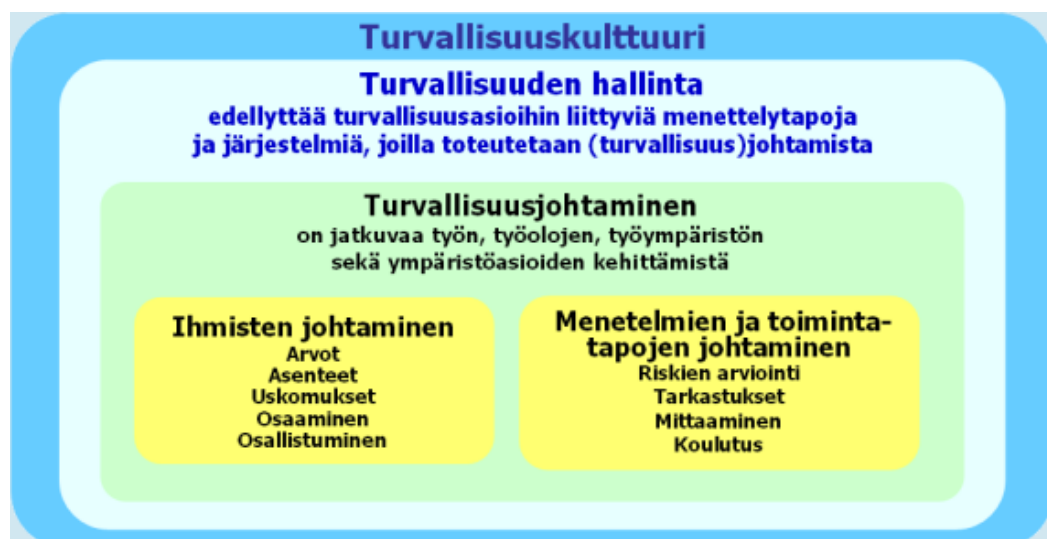 Turvallisuuskulttuuri
Turvallisuuden hallinta
edellyttää turvallisuusasioihin liittyviä menettelytapoja
ja järjestelmiä, joilla toteutetaan (turvallisuus)johtamista
Turvallisuusjohtaminen
on jatkuvaa työn, työolojen, työympäristön
sekä ympäristöasioiden kehittämistä
Ihmisten johtaminen
Arvot
Asenteet
Uskomukset
Osaaminen
Osallistuminen
Menetelmien ja toiminta-
tapojen johtaminen
Riskien arviointi
Tarkastukset
Mittaaminen
Koulutus